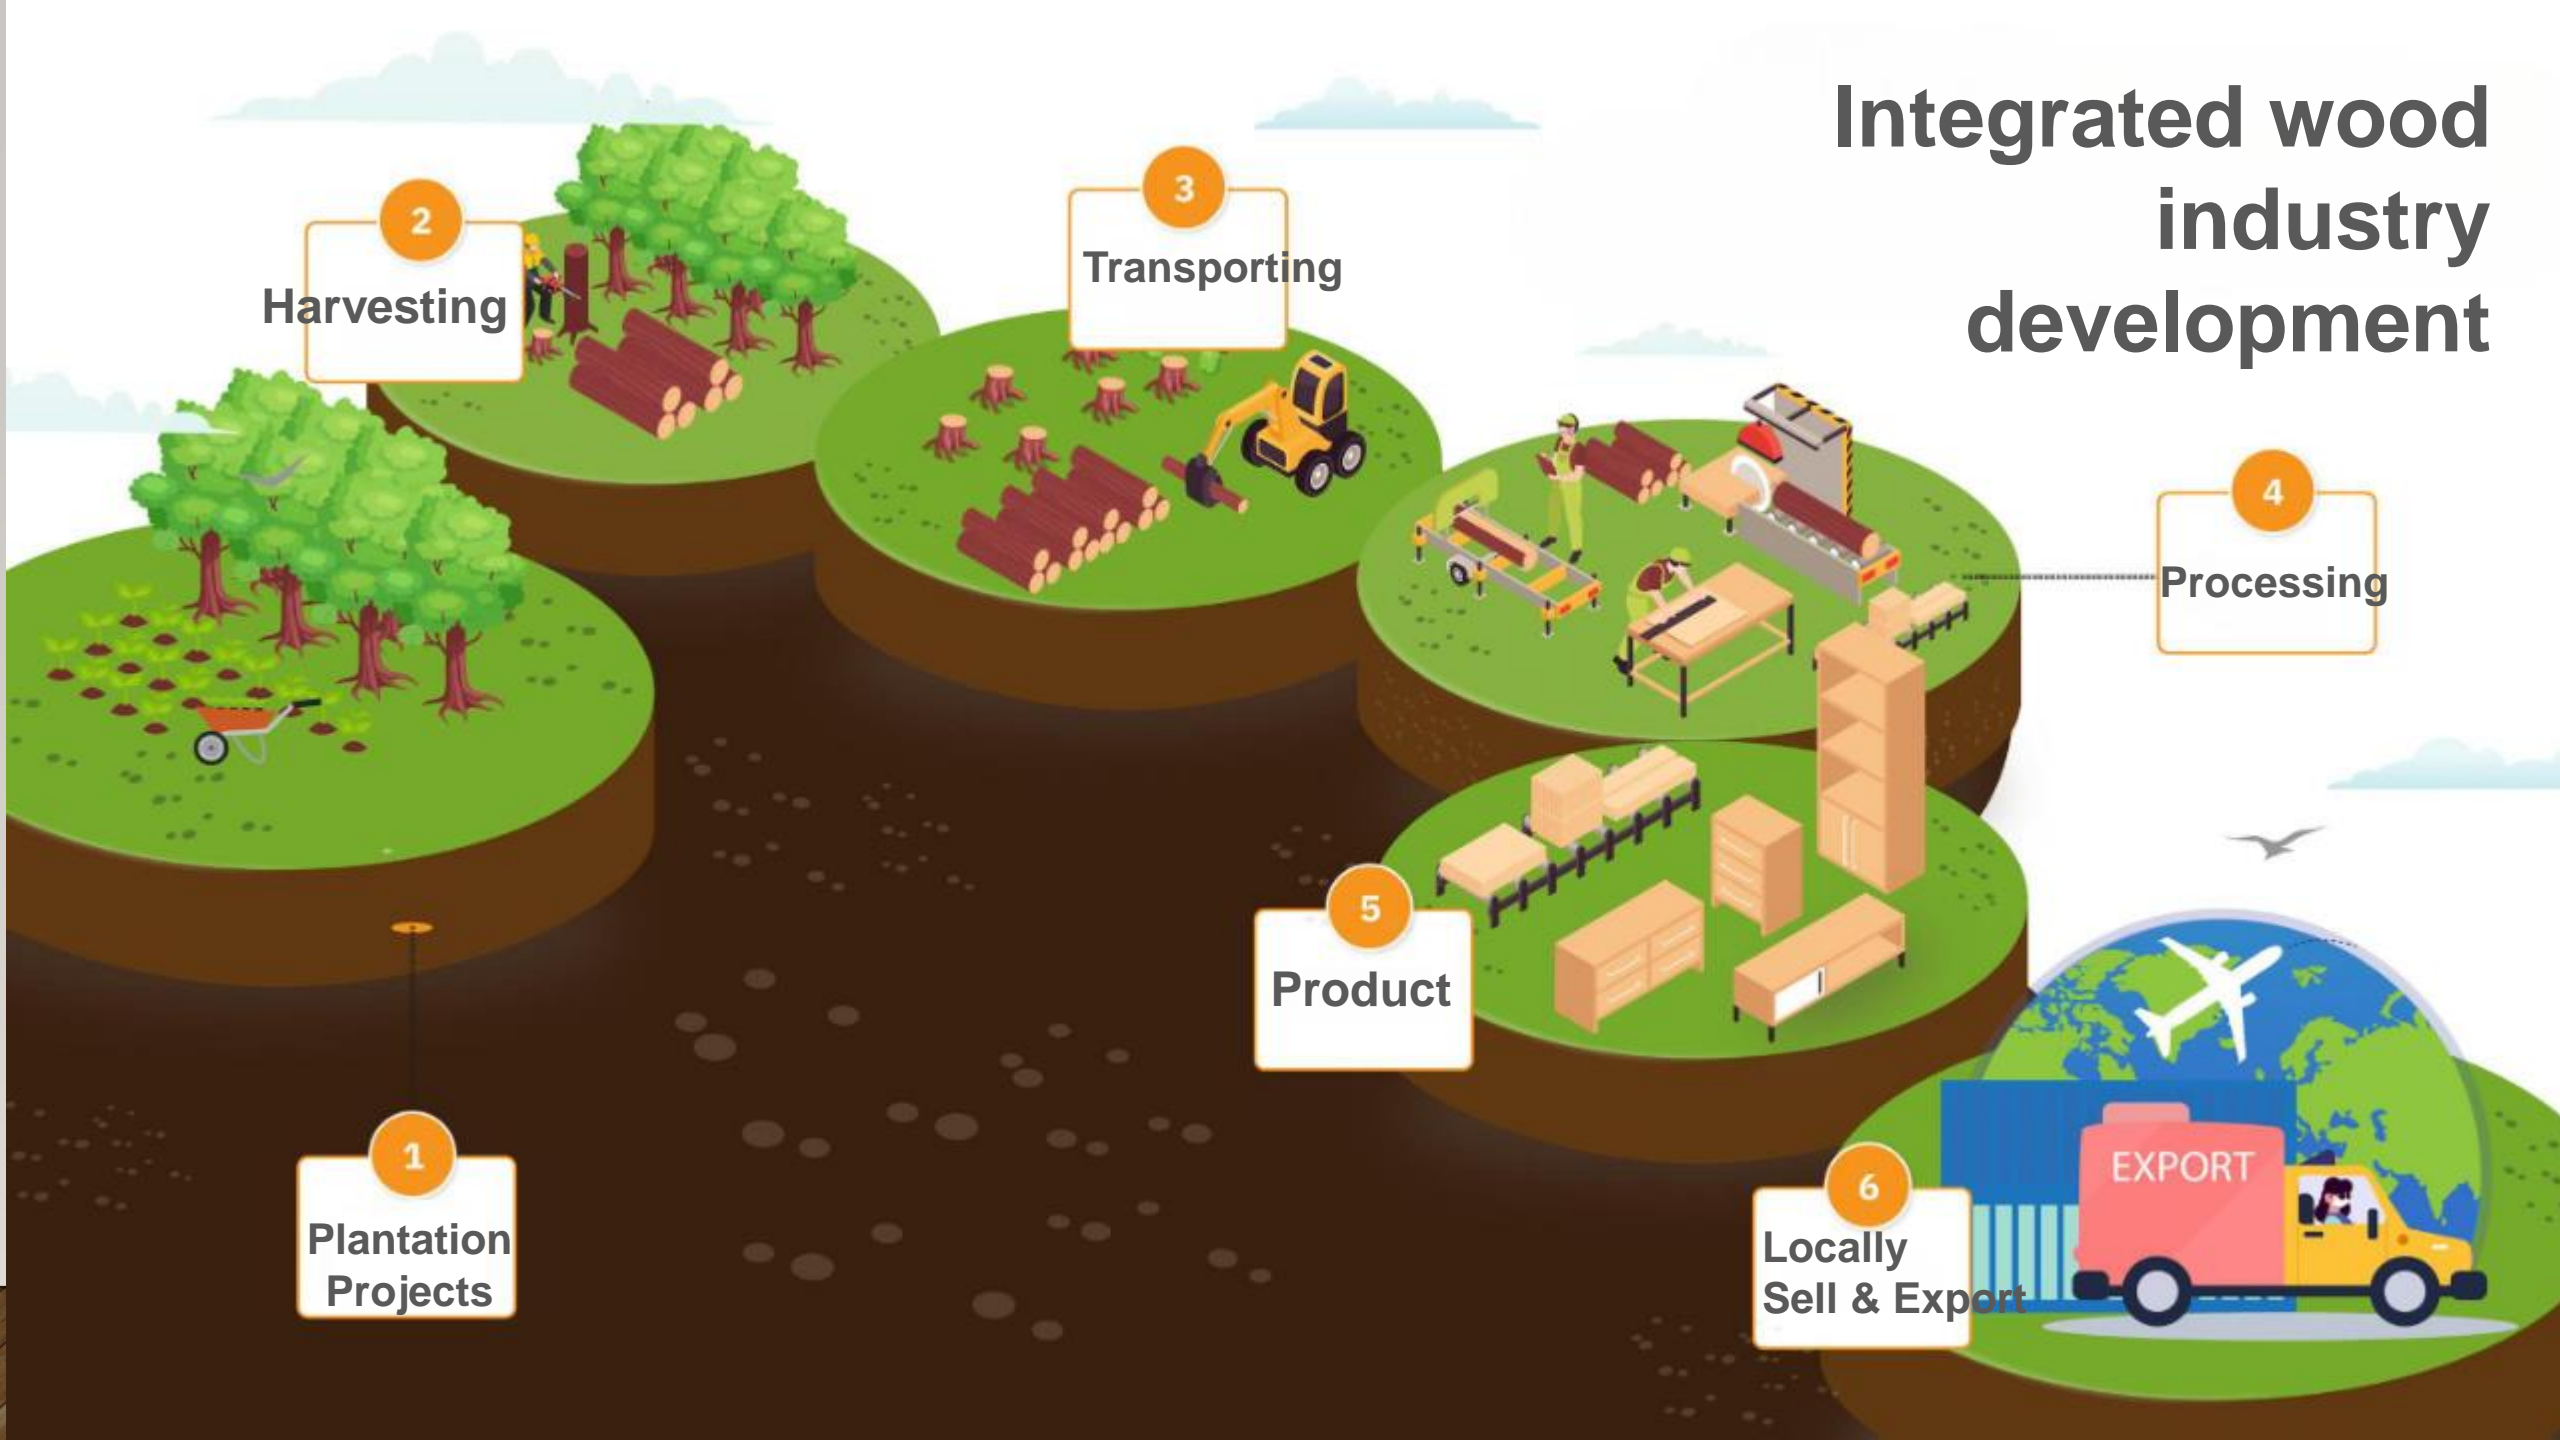 Integrated wood
industry
development
1
Plantation
Projects
2
Harvesting
3
Transporting
4
Processing
5
Product
6
Locally
Sell & Export
EXPORT